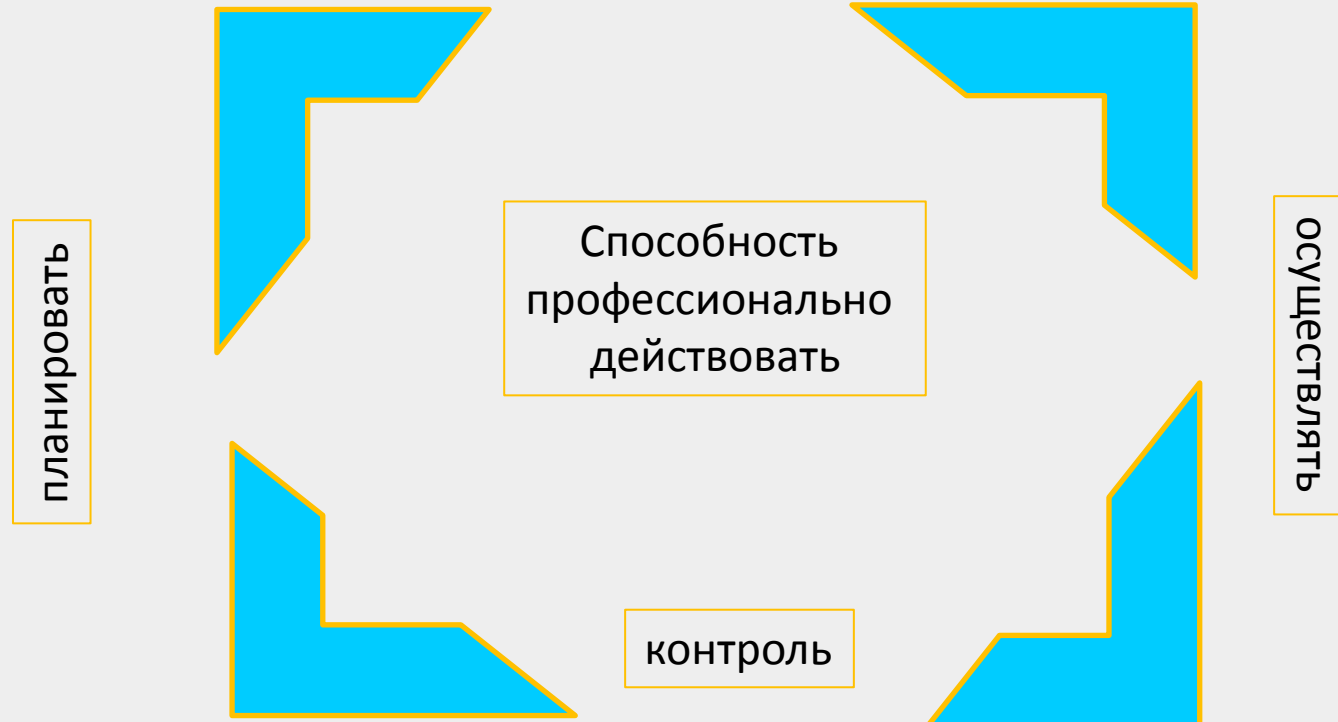 планировать
Способность
профессионально
действовать
осуществлять
контроль